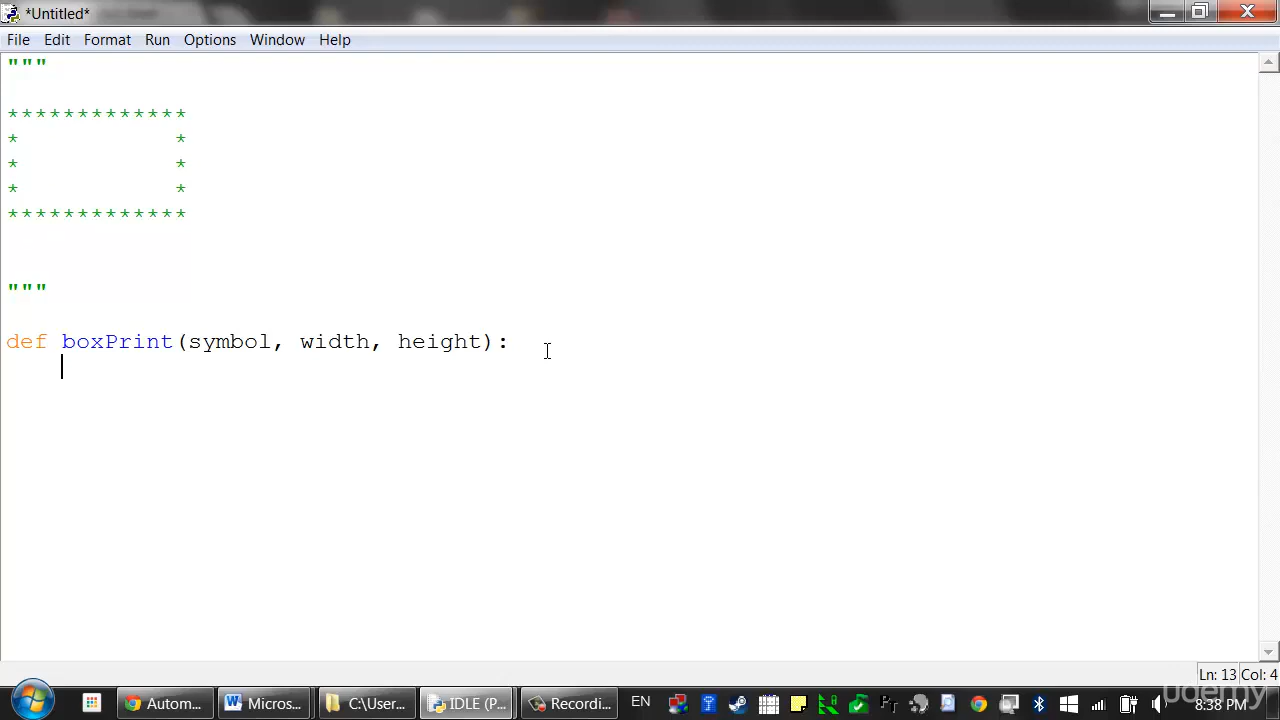 *Untitled*
File Edit Format Run Options Window Help
"""
*************
*           *
*           *
*           *
*************
"""
def boxPrint(symbol, width, height):
Ln: 13 Col: 4
Autom... Micros... C:\User... IDLE (P... Recordi... EN 8:38 PM
udemy